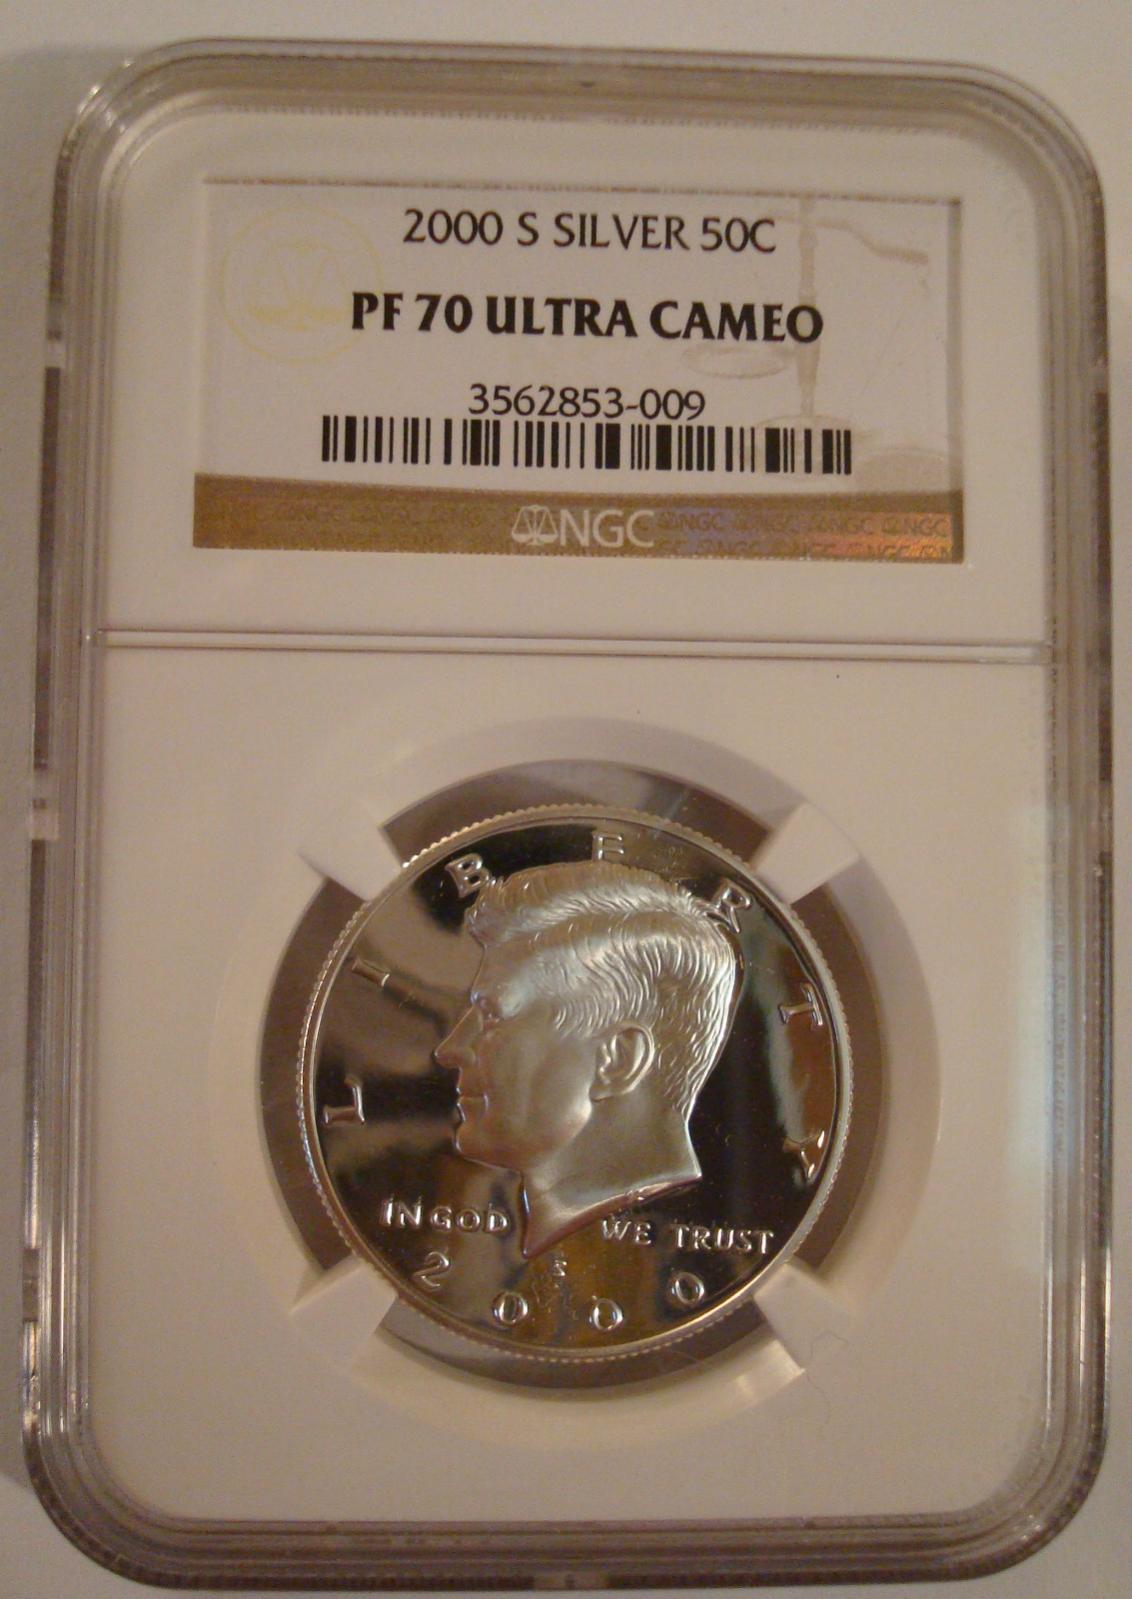 2000 S SILVER 50C
PF 70 ULTRA CAMEO
3562853-009
NGC
LIBERTY
IN GOD WE TRUST
S
2000